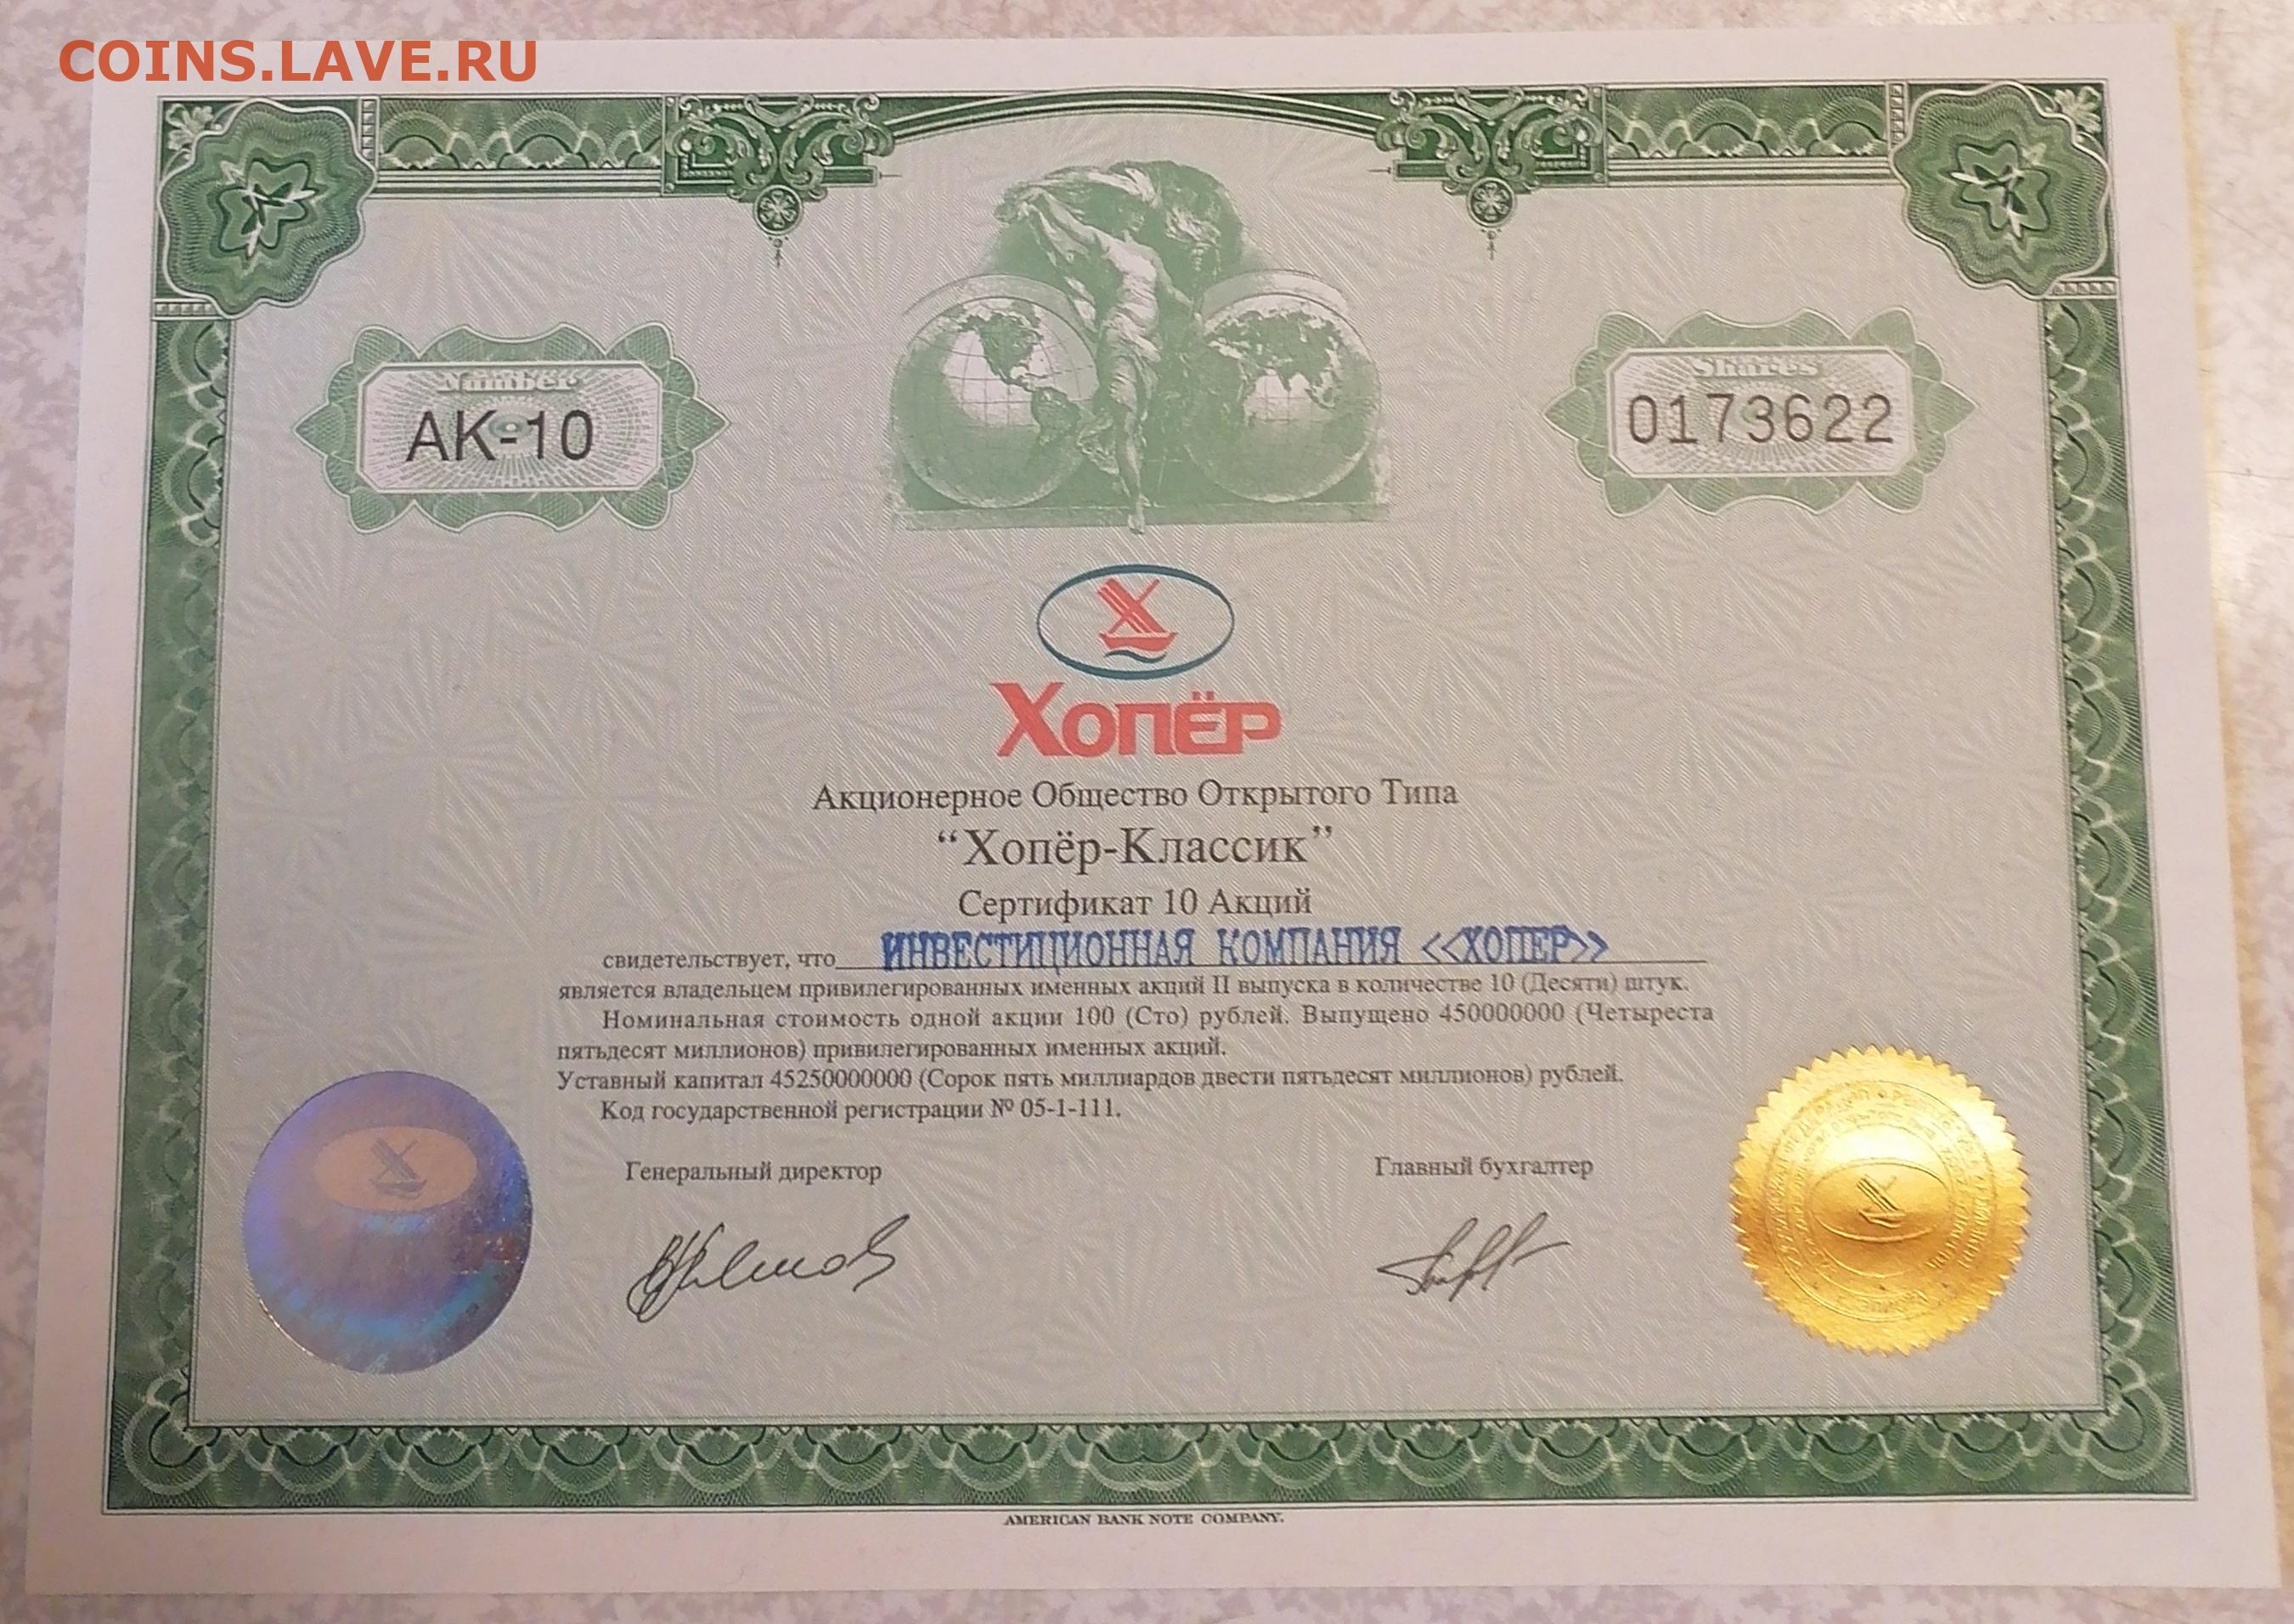 COINS.LAVE.RU
Number
АК-10
Shares
0173622
Хопёр
Акционерное Общество Открытого Типа
“Хопёр-Классик”
Сертификат 10 Акций
свидетельствует, что ИНВЕСТИЦИОННАЯ КОМПАНИЯ <<ХОПЕР>>
является владельцем привилегированных именных акций II выпуска в количестве 10 (Десяти) штук.
Номинальная стоимость одной акции 100 (Сто) рублей. Выпущено 450000000 (Четыреста
пятьдесят миллионов) привилегированных именных акций.
Уставный капитал 45250000000 (Сорок пять миллиардов двести пятьдесят миллионов) рублей.
Код государственной регистрации № 05-1-111.
Генеральный директор
Главный бухгалтер
AMERICAN BANK NOTE COMPANY.